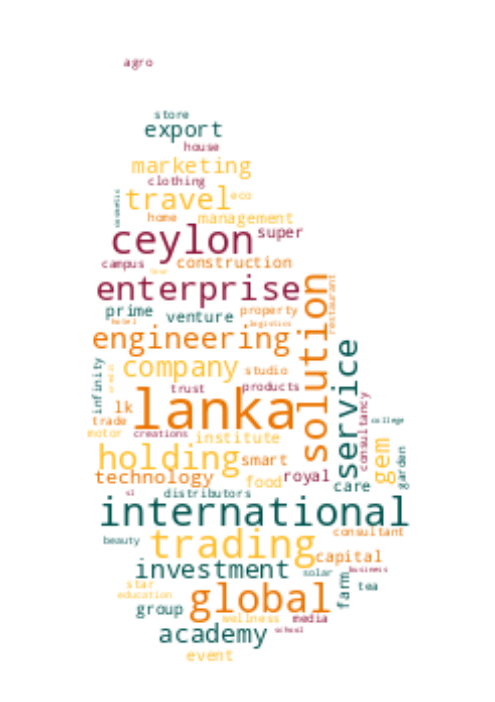 agro
store
export
house
marketing
clothing
cosmetic
travel
eco
home
management
ceylon
super
campus
construction
tour
enterprise
solution
restaurant
prime
venture
property
hotel
logistics
engineering
service
company
studio
infinity
trust
products
lk
lanka
consultancy
trade
college
motor
creations
institute
gem
holding
smart
garden
technology
food
royal
care
sl
distributors
international
beauty
trading
consultant
capital
investment
solar
business
star
education
farm
tea
group
global
wellness
media
academy
school
event